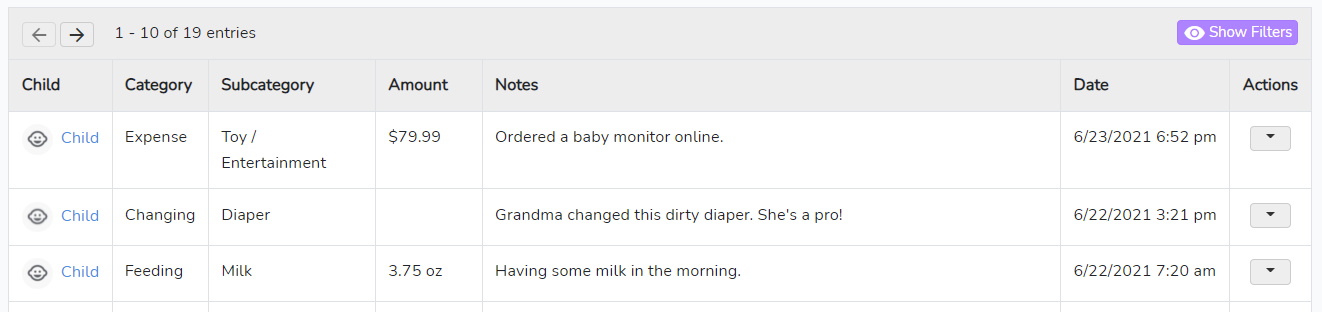 1 - 10 of 19 entries
Show Filters
Child Category Subcategory Amount Notes Date Actions
Child Expense Toy / $79.99 Ordered a baby monitor online. 6/23/2021 6:52 pm
Entertainment
Child Changing Diaper Grandma changed this dirty diaper. She's a pro! 6/22/2021 3:21 pm
Child Feeding Milk 3.75 oz Having some milk in the morning. 6/22/2021 7:20 am